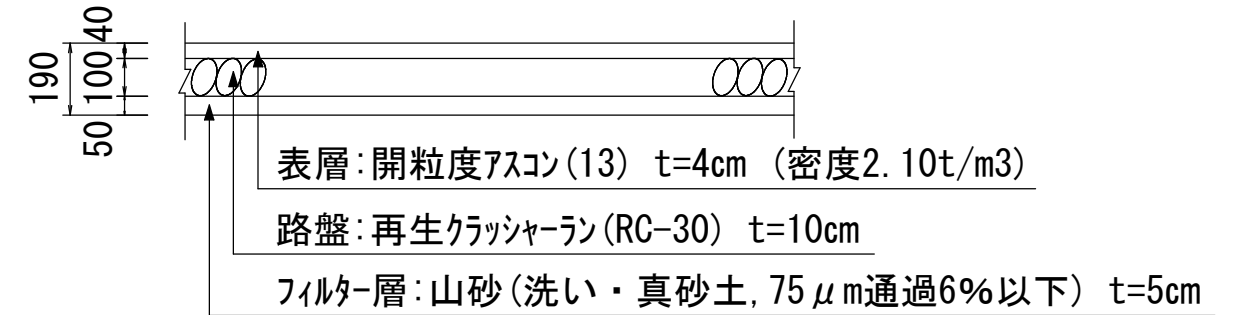 40
190
100
50
表層:開粒度アスコン(13) t=4cm (密度2.10t/m3)
路盤:再生クラッシャーラン(RC-30) t=10cm
フィルター層:山砂(洗い・真砂土,75μm通過6%以下) t=5cm